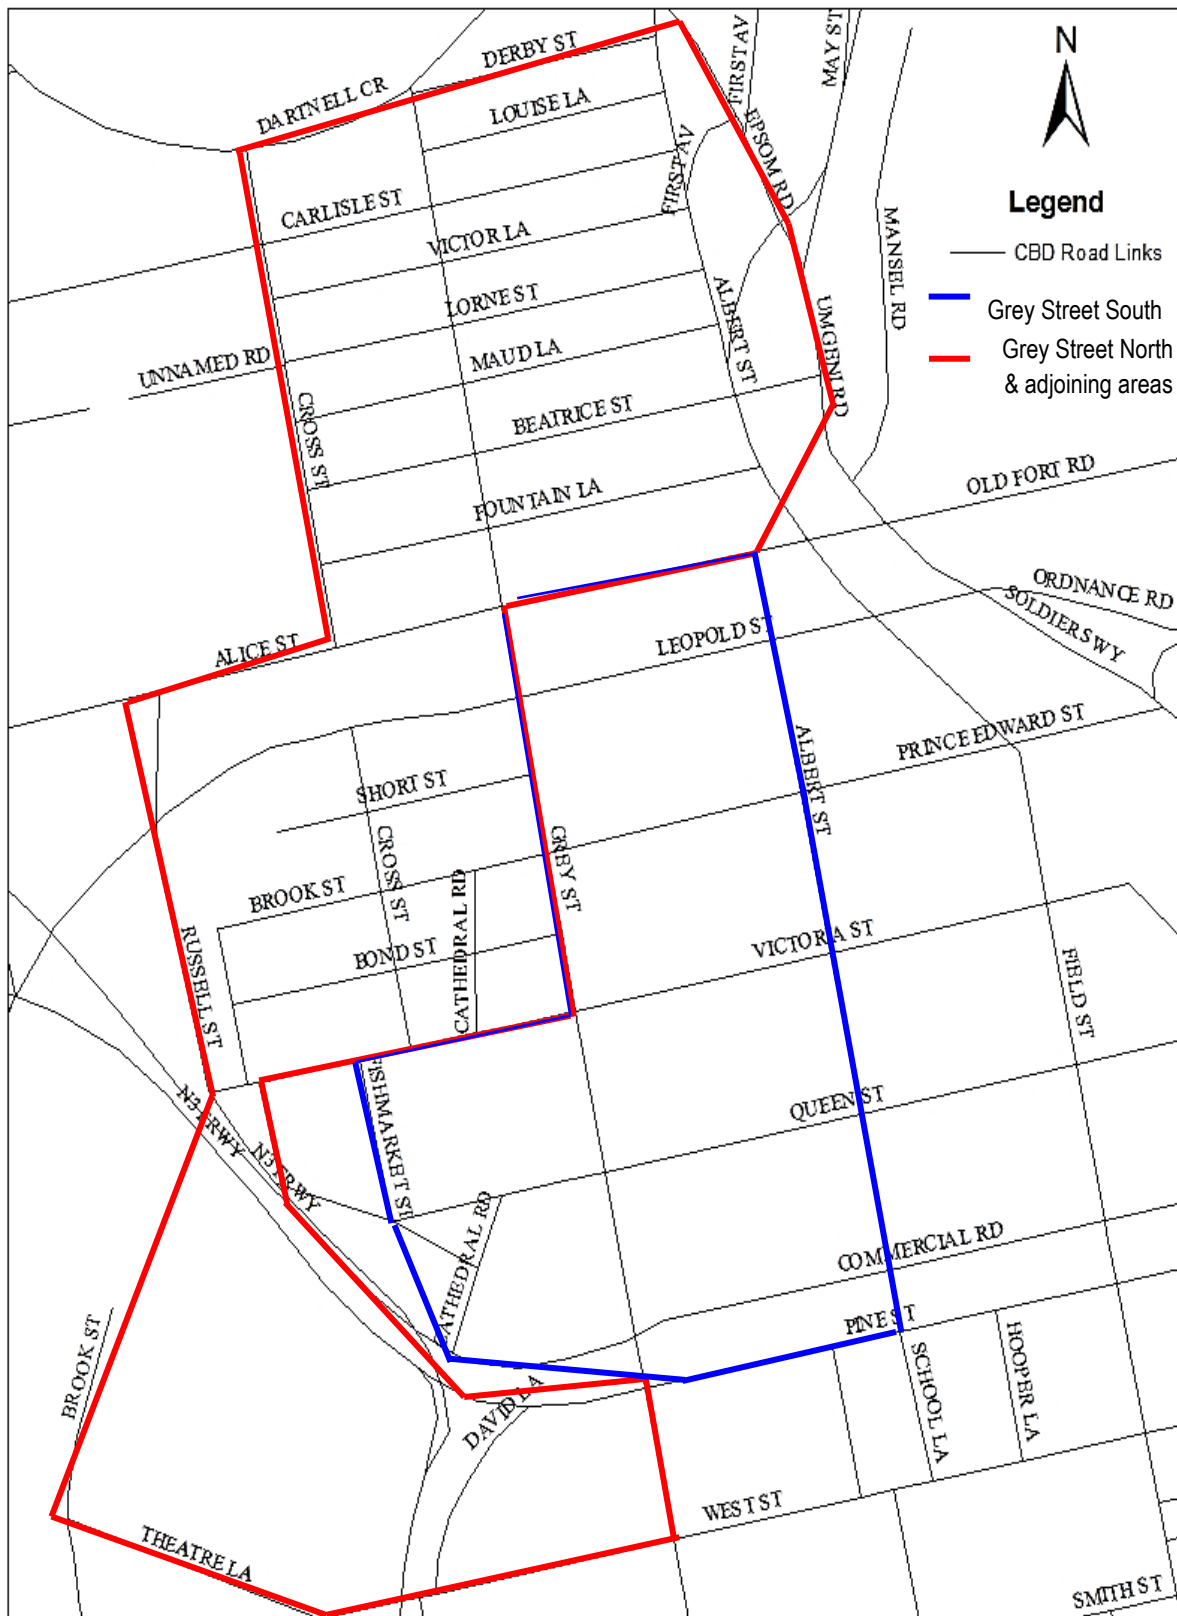 DERBY ST
FIRST AV
MAY ST
N
DARTNELL CR
LOUISE LA
EPSOM RD
FIRST AV
CARLISLE ST
VICTOR LA
MANSEL RD
Legend
CBD Road Links
Grey Street South
Grey Street North
& adjoining areas
LORNE ST
ALBERT ST
UMGENI RD
UNNAMED RD
MAUD LA
CROSS ST
BEATRICE ST
FOUNTAIN LA
OLD FORT RD
ORDNANCE RD
SOLDIERS WY
ALICE ST
LEOPOLD ST
PRINCE EDWARD ST
ALBERT ST
SHORT ST
CROSS ST
GREY ST
BROOK ST
CATHEDRAL RD
BOND ST
VICTORIA ST
RUSSELL ST
FIELD ST
FISHMARKET ST
N3 FRWY
N3 FRWY
QUEEN ST
CATHEDRAL RD
COMMERCIAL RD
PINE ST
BROOK ST
SCHOOL LA
HOOPER LA
DAVID LA
WEST ST
THEATRE LA
SMITH ST